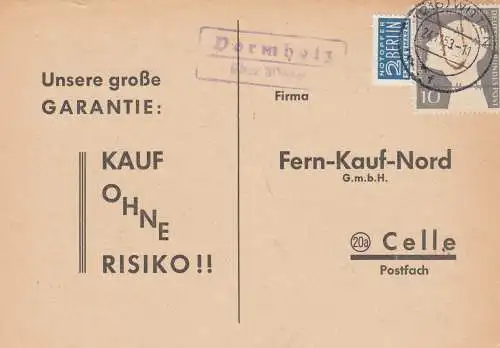 Dormholz
Unsere große
GARANTIE:
KAUF
OHNE
RISIKO!!
NOTOPFER
2 BERLIN
10
Firma
Fern-Kauf-Nord
G.m.b.H.
20a Celle
Postfach